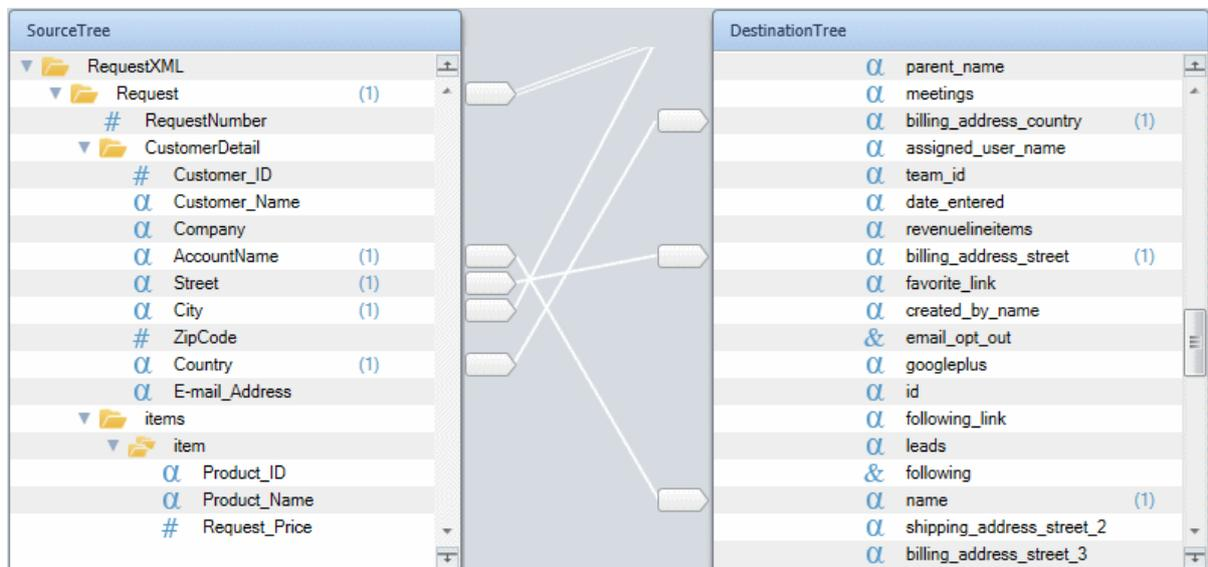 SourceTree
RequestXML
Request (1)
# RequestNumber
CustomerDetail
# Customer_ID
α Customer_Name
α Company
α AccountName (1)
α Street (1)
α City (1)
# ZipCode
α Country (1)
α E-mail_Address
items
item
α Product_ID
α Product_Name
# Request_Price
DestinationTree
α parent_name
α meetings
α billing_address_country (1)
α assigned_user_name
α team_id
α date_entered
α revenuelineitems
α billing_address_street (1)
α favorite_link
α created_by_name
& email_opt_out
α googleplus
α id
α following_link
α leads
& following
α name (1)
α shipping_address_street_2
α billing_address_street_3